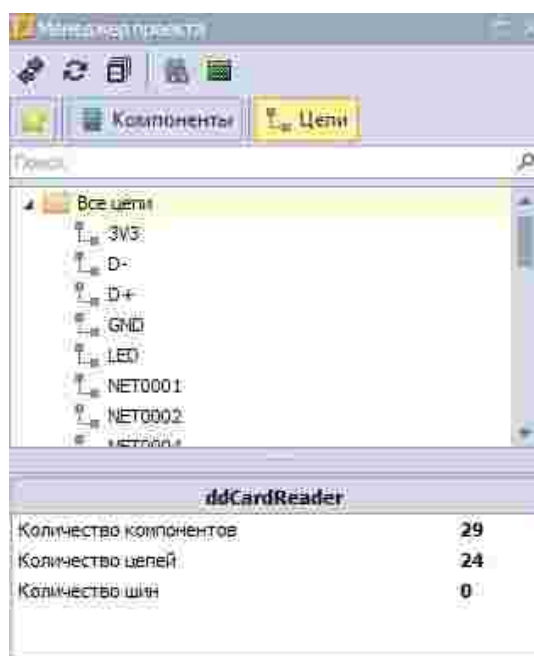 Менеджер проекта
Компоненты Цепи
Поиск
Все цепи
3V3
D-
D+
GND
LED
NET0001
NET0002
NET0004
ddCardReader
Количество компонентов 29
Количество цепей 24
Количество шин 0